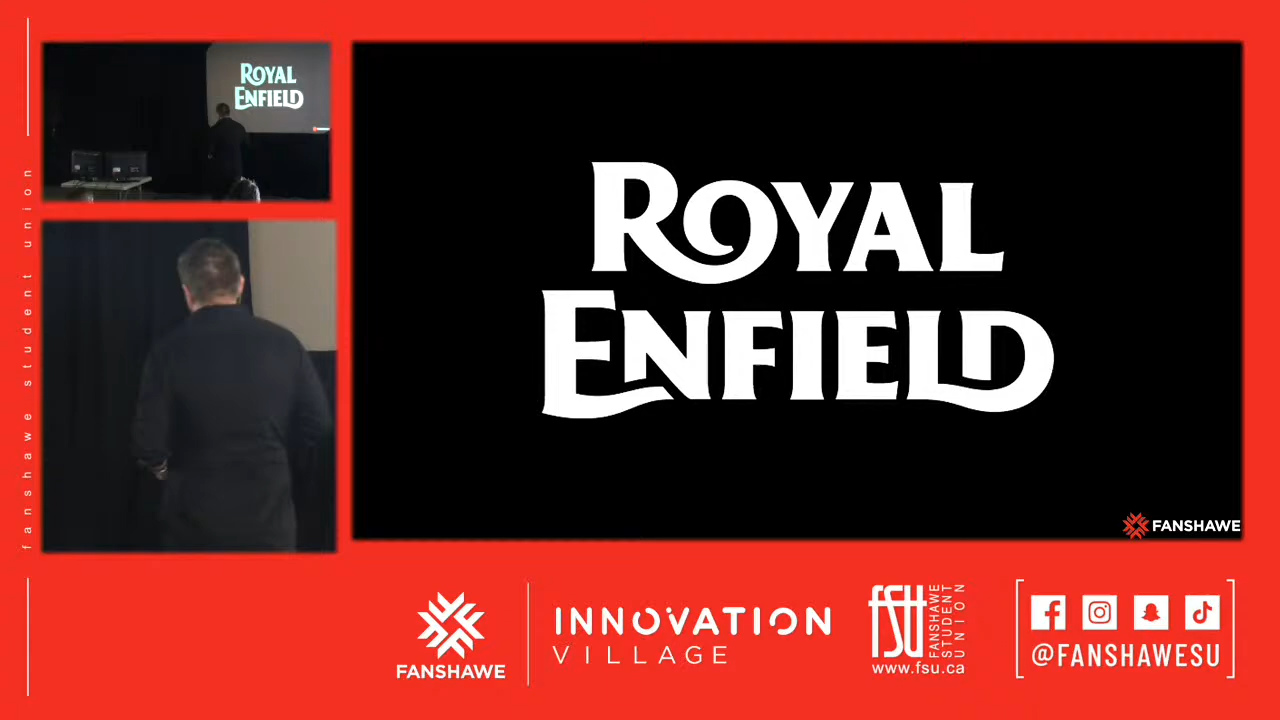 fanshawe student union
ROYAL
ENFIELD
ROYAL
ENFIELD
FANSHAWE
FANSHAWE
INNOVATION
VILLAGE
fsu
FANSHAWE
STUDENT
UNION
www.fsu.ca
@FANSHAWESU